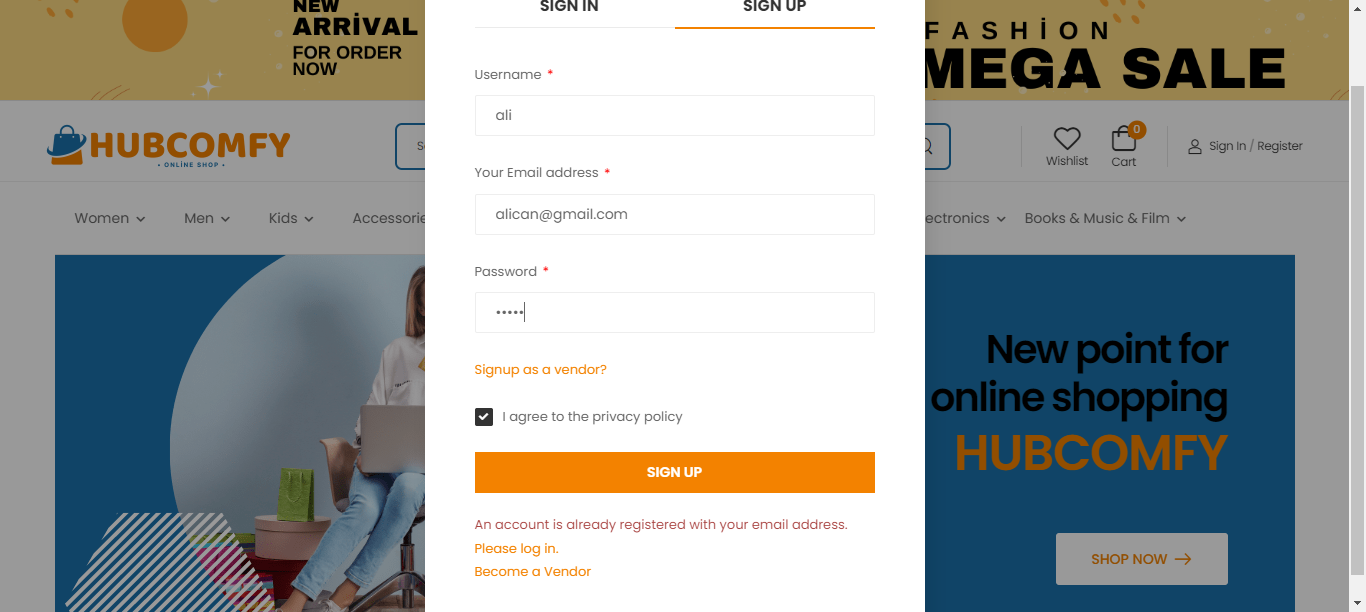 NEW
ARRİVAL
FOR ORDER
NOW
FASHİON
MEGA SALE
SIGN IN
SIGN UP
Username *
ali
Your Email address *
alican@gmail.com
Password *
•••••
Signup as a vendor?
I agree to the privacy policy
SIGN UP
An account is already registered with your email address.
Please log in.
Become a Vendor
HUBCOMFY
• ONLİNE SHOP •
0
Wishlist
Cart
Sign In / Register
Women
Men
Kids
Books & Music & Film
New point for
online shopping
HUBCOMFY
SHOP NOW